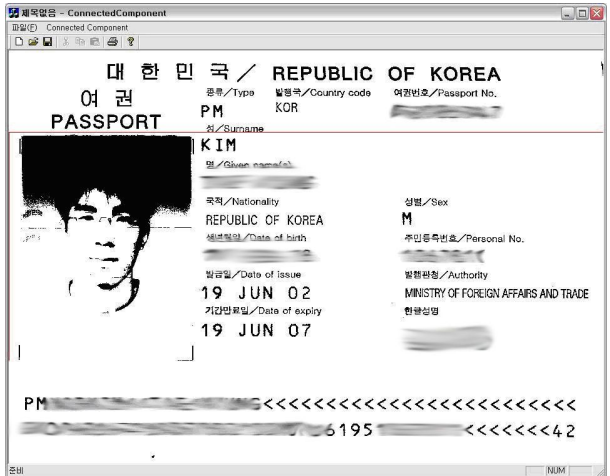 제목없음 - ConnectedComponent
파일(F) Connected Component
대 한 민 국 / REPUBLIC OF KOREA
여 권
PASSPORT
종류/Type 발행국/Country code 여권번호/Passport No.
PM KOR
성/Surname
KIM
명/Given name(s)
국적/Nationality 성별/Sex
REPUBLIC OF KOREA M
생년월일/Date of birth 주민등록번호/Personal No.
발급일/Date of issue 발행관청/Authority
19 JUN 02 MINISTRY OF FOREIGN AFFAIRS AND TRADE
기간만료일/Date of expiry 한글성명
19 JUN 07
PM <<<<<<<<<<<<<<<<<<<<<<<<<<
6195 <<<<<<<42
준비 NUM